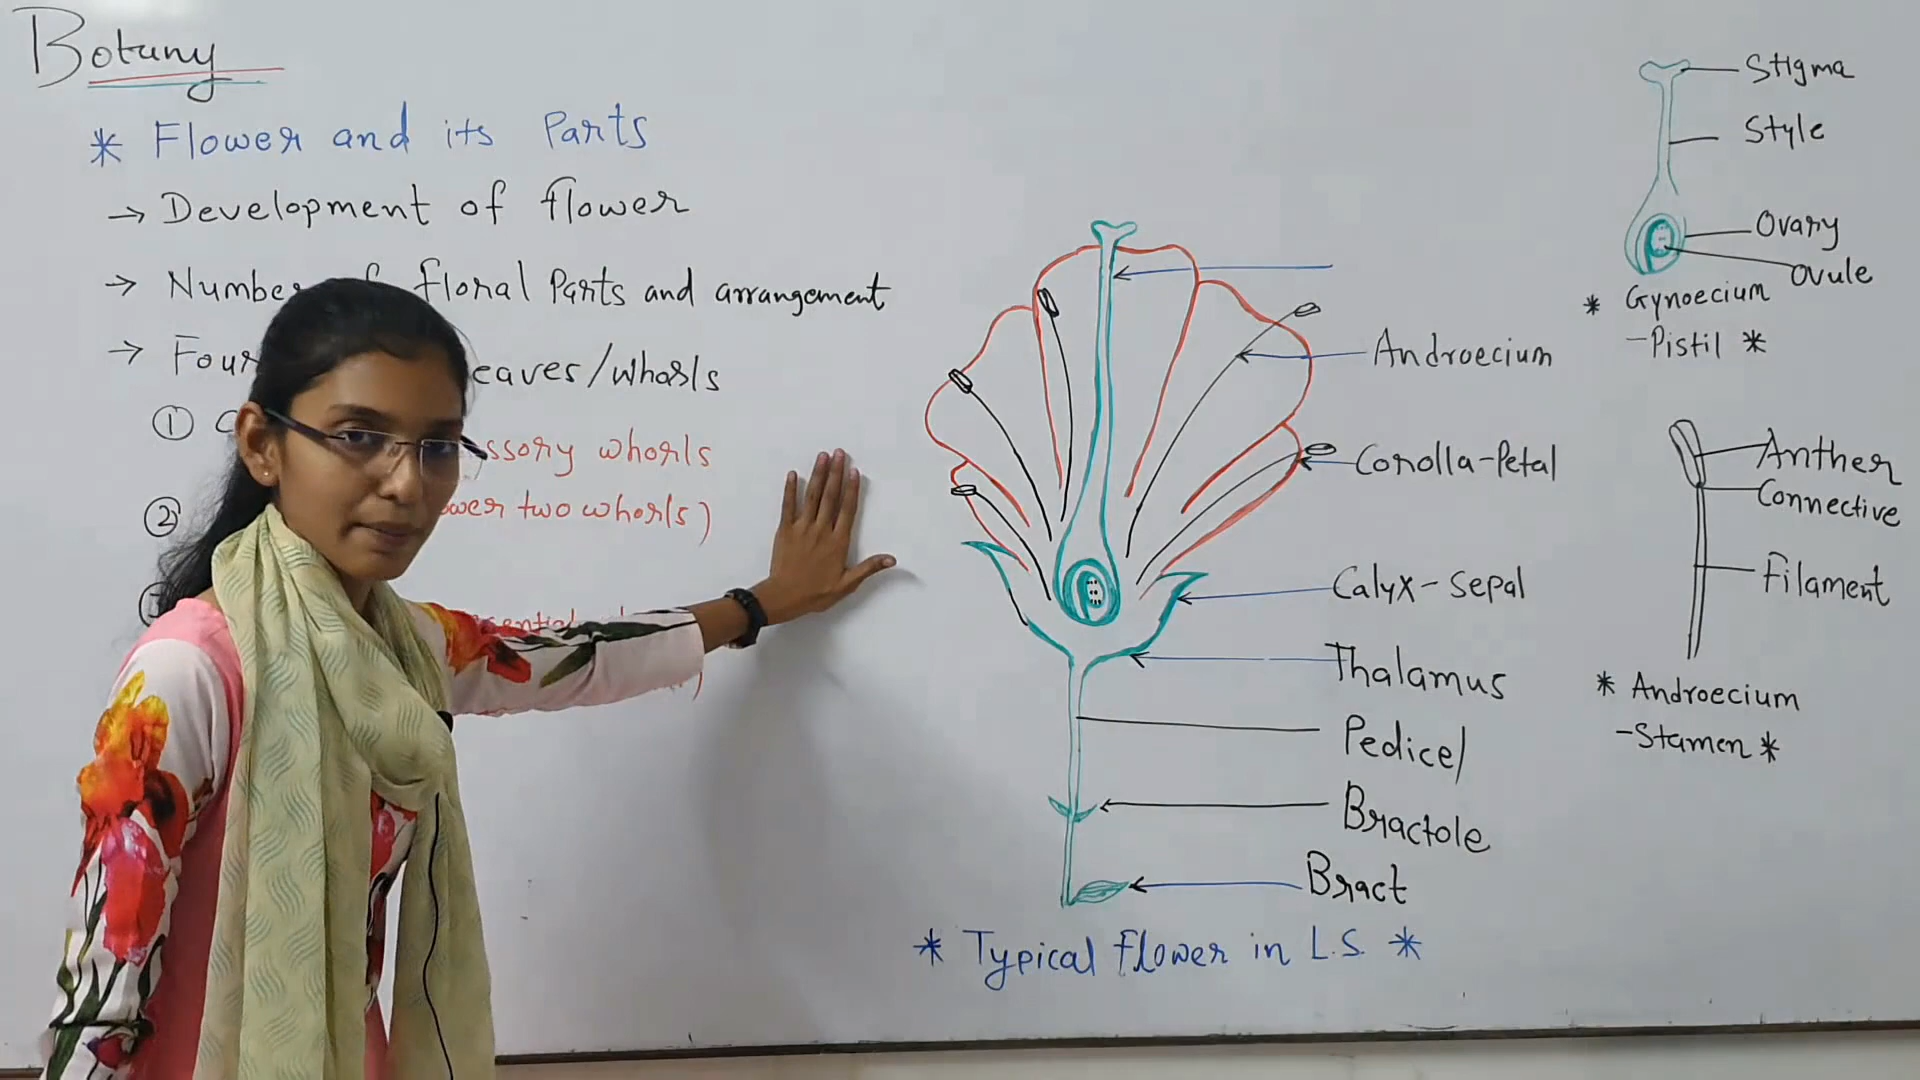 Botany
* Flower and its Parts
→ Development of flower
→ Number floral Parts and arrangement
→ Four eaves/whorls
① ssory whorls
② ower two whorls)
Androecium
Corolla-Petal
Calyx-Sepal
Thalamus
Pedicel
Bractole
Bract
* Typical flower in L.S. *
Stigma
Style
Ovary
Ovule
* Gynoecium
-Pistil *
Anther
Connective
Filament
* Androecium
-Stamen *